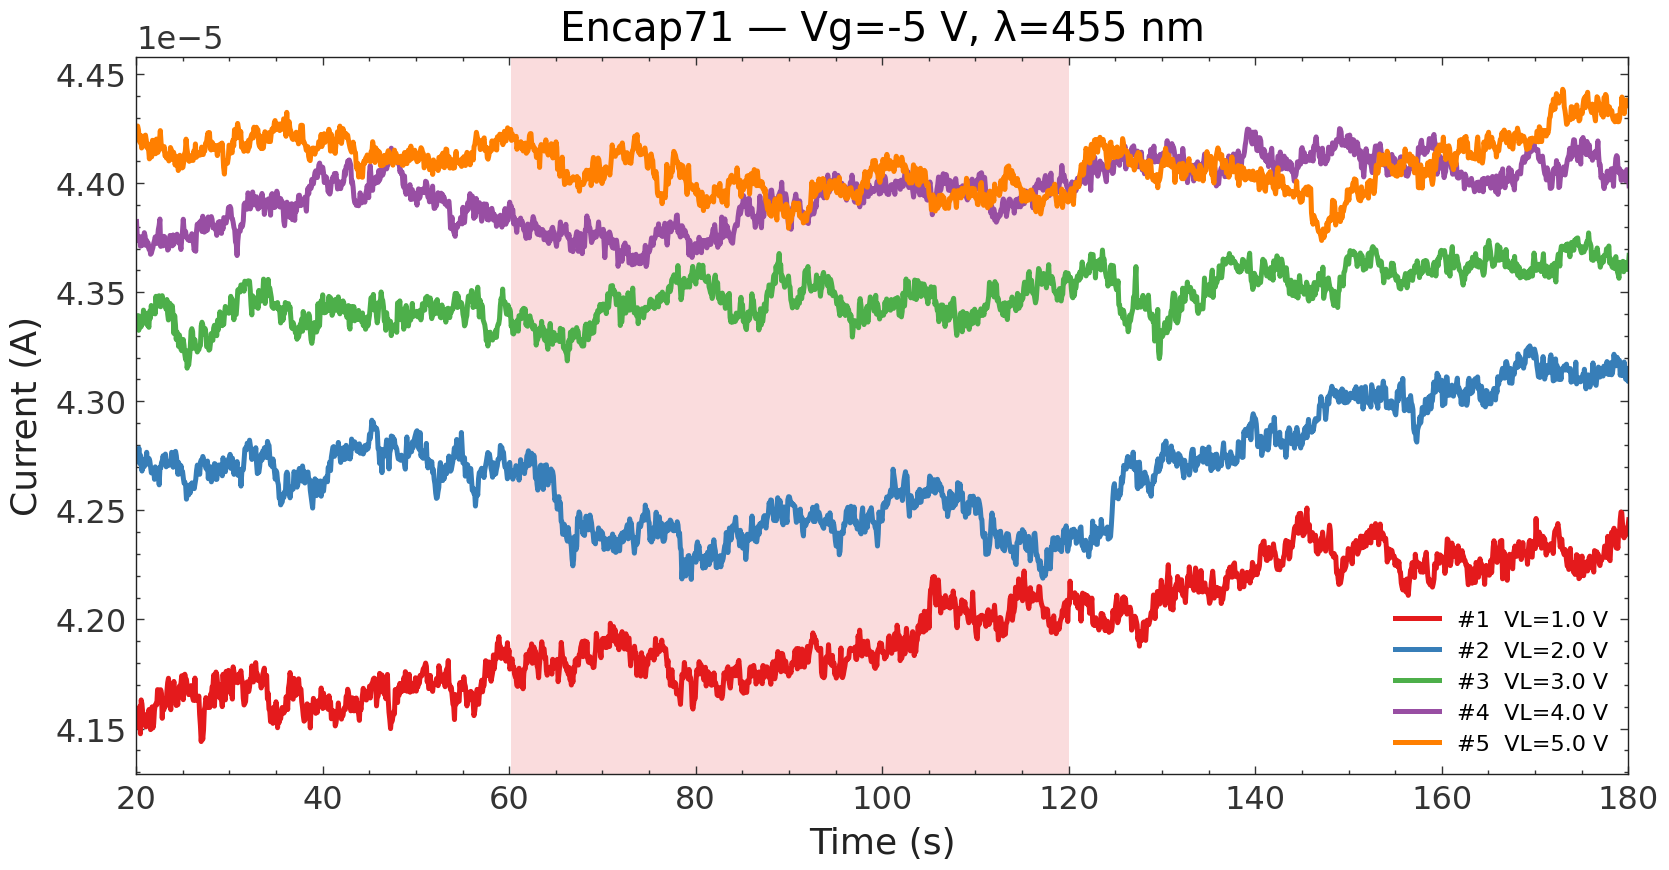 Encap71 — Vg=-5 V, λ=455 nm
1e−5
4.45
4.40
4.35
4.30
4.25
4.20
4.15
Current (A)
#1 VL=1.0 V
#2 VL=2.0 V
#3 VL=3.0 V
#4 VL=4.0 V
#5 VL=5.0 V
20 40 60 80 100 120 140 160 180
Time (s)